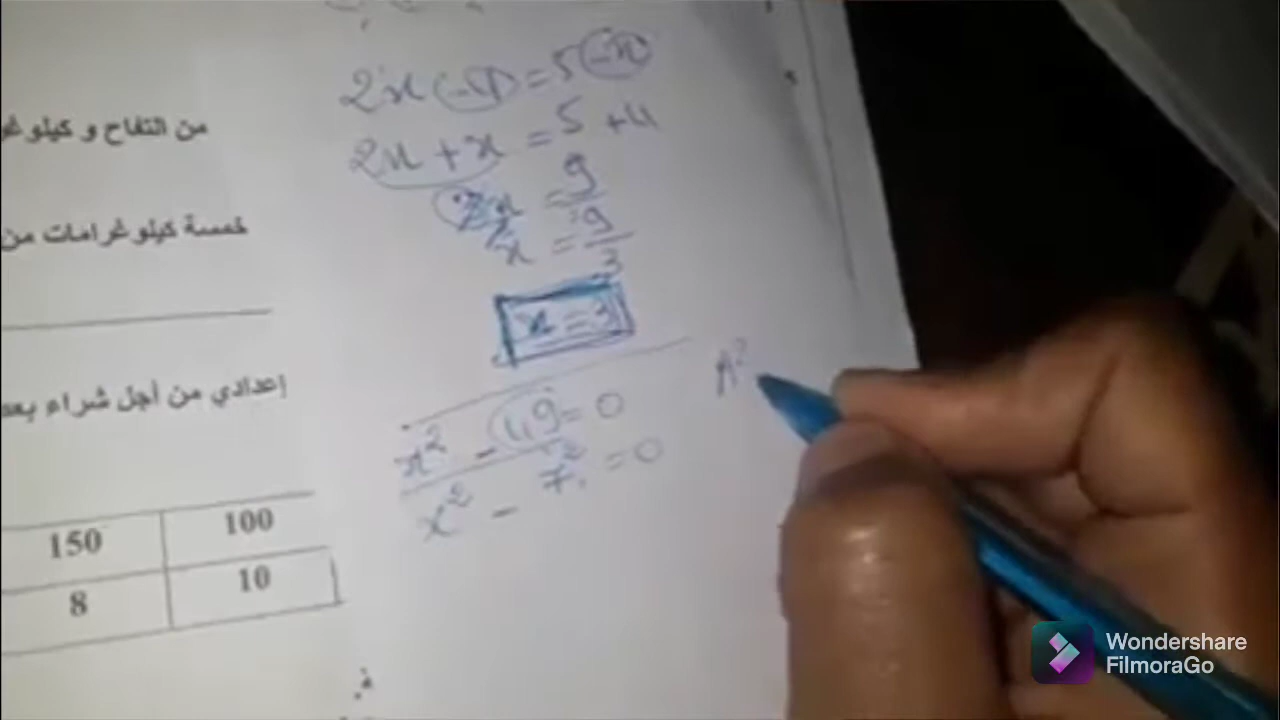 2x - 4 = 5 - x
2x + x = 5 + 4
3x = 9
x = 9/3
x = 3
x² - 49 = 0
x² - 7² = 0
A²
من التفاح و
خمسة كيلوغرامات من
إعدادي من أجل شراء
150 100
8 10
Wondershare
FilmoraGo